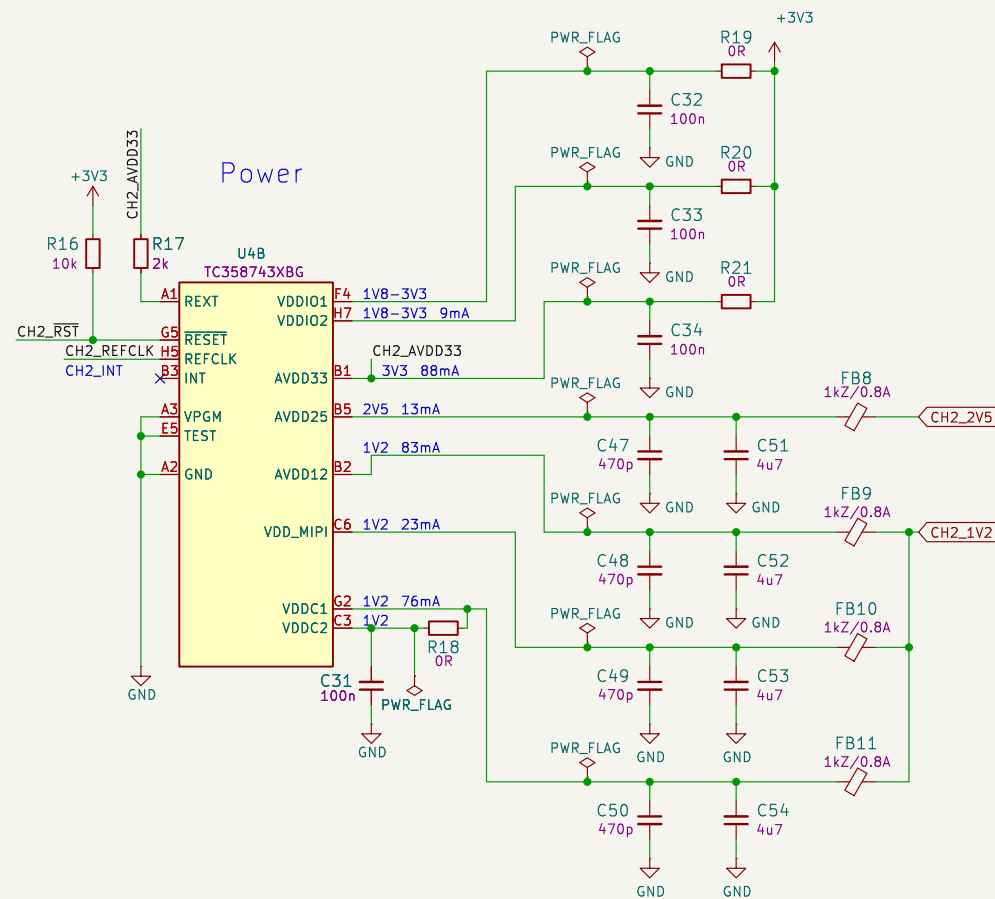 +3V3
PWR_FLAG
R19
0R
C32
100n
GND
PWR_FLAG
R20
0R
C33
100n
GND
PWR_FLAG
R21
0R
C34
100n
GND
Power
CH2_AVDD33
+3V3
R16
10k
R17
2k
U4B
TC358743XBG
A1 REXT
CH2_RST
G5 RESET
CH2_REFCLK H5 REFCLK
CH2_INT B3 INT
A3 VPGM
E5 TEST
A2 GND
GND
VDDIO1 F4 1V8-3V3
VDDIO2 H7 1V8-3V3 9mA
CH2_AVDD33
AVDD33 B1 3V3 88mA
AVDD25 B5 2V5 13mA
AVDD12 B2 1V2 83mA
VDD_MIPI C6 1V2 23mA
VDDC1 G2 1V2 76mA
VDDC2 C3 1V2
R18
0R
C31
100n
PWR_FLAG
GND
PWR_FLAG
FB8
1kZ/0.8A
CH2_2V5
C47
470p
GND
C51
4u7
GND
PWR_FLAG
FB9
1kZ/0.8A
CH2_1V2
C48
470p
GND
C52
4u7
GND
PWR_FLAG
FB10
1kZ/0.8A
C49
470p
GND
C53
4u7
GND
PWR_FLAG
FB11
1kZ/0.8A
C50
470p
GND
C54
4u7
GND